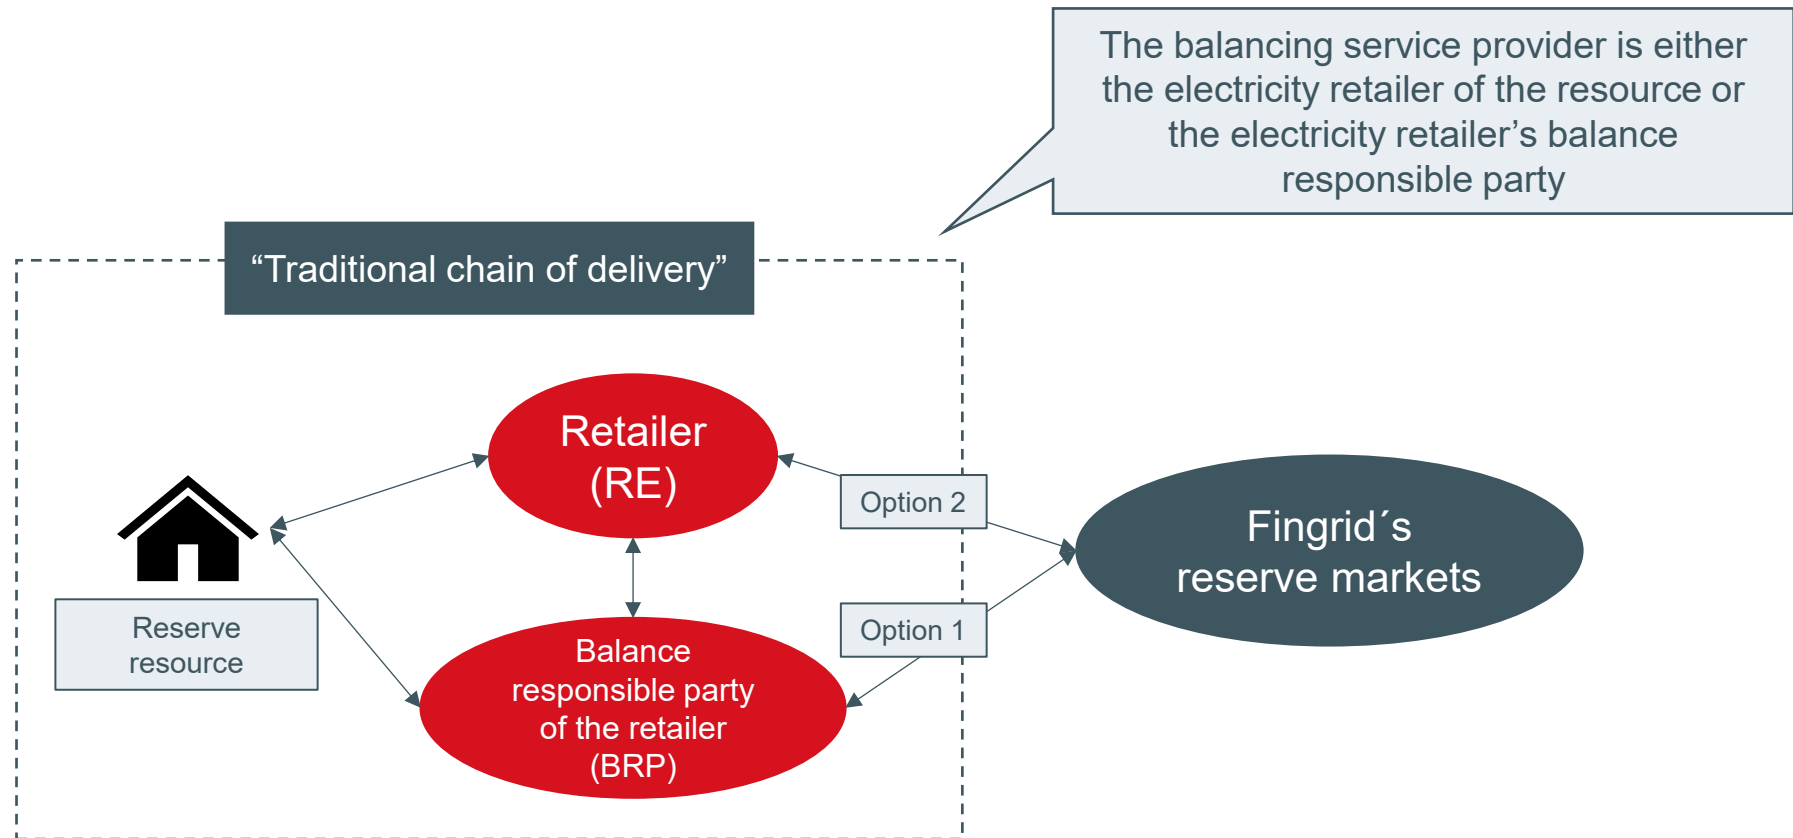 The balancing service provider is either
the electricity retailer of the resource or
the electricity retailer’s balance
responsible party
“Traditional chain of delivery”
Retailer
(RE)
Option 2
Fingrid´s
reserve markets
Reserve
resource
Option 1
Balance
responsible party
of the retailer
(BRP)